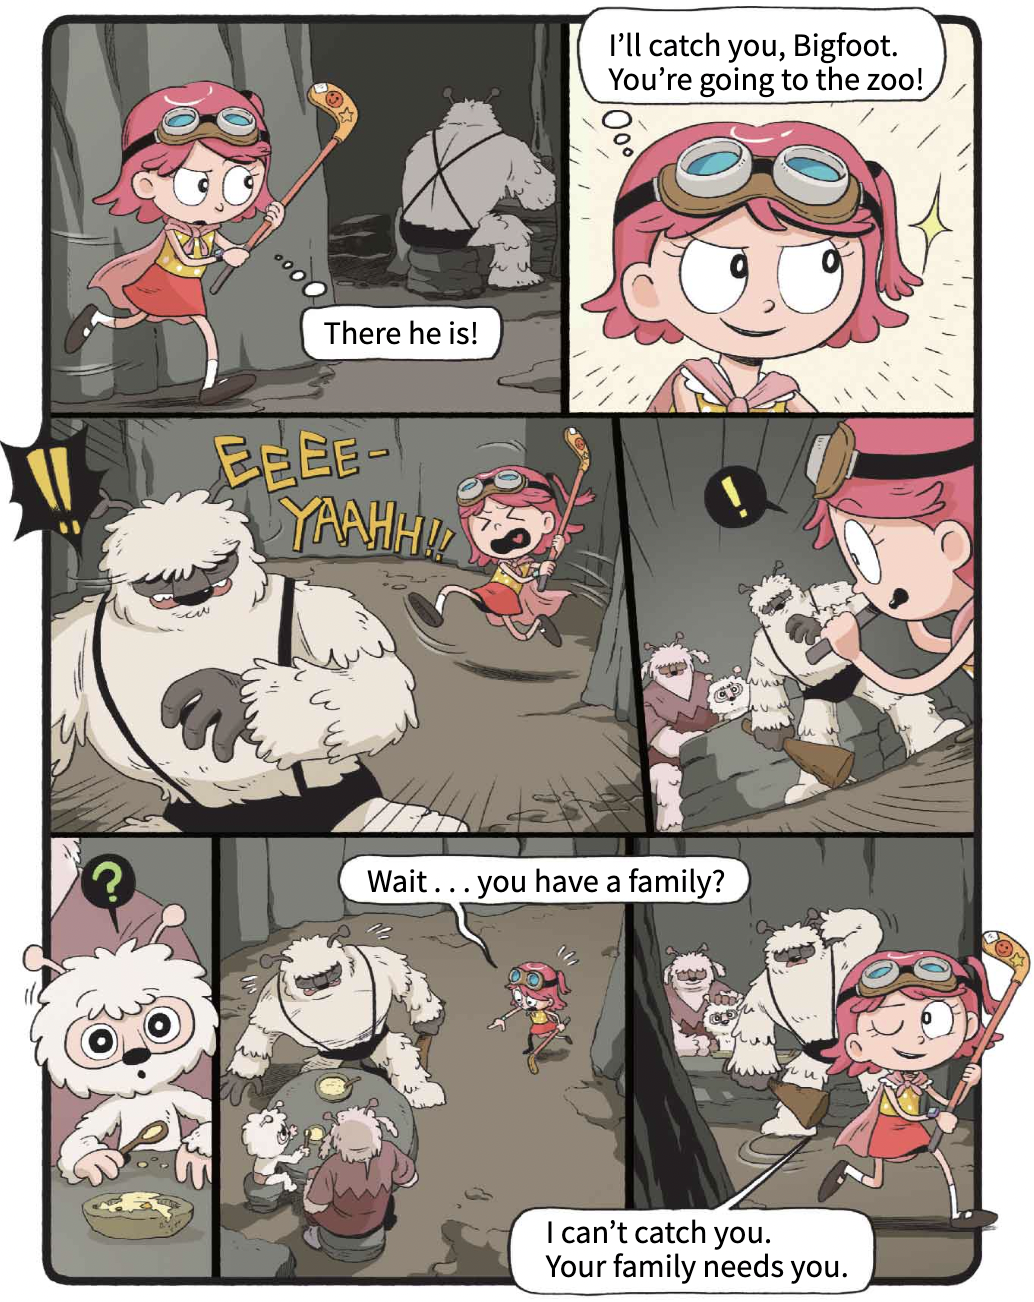 There he is!
I'll catch you, Bigfoot.
You're going to the zoo!
!!
EEEE-
YAAHH!!
!
?
Wait . . . you have a family?
I can't catch you.
Your family needs you.